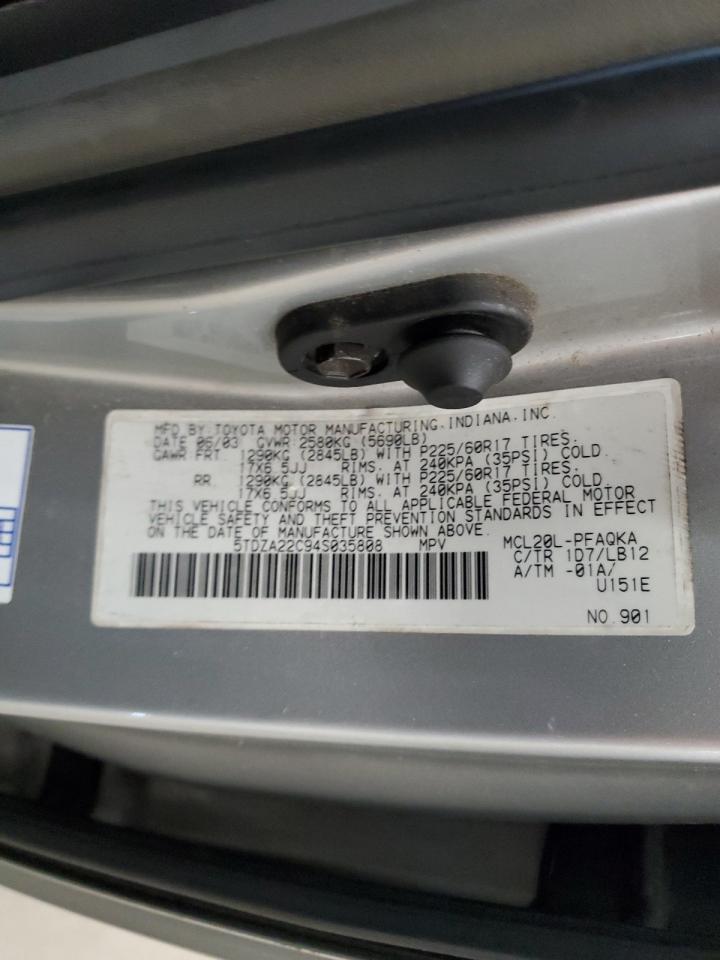 MFD BY: TOYOTA MOTOR MANUFACTURING, INDIANA, INC.
DATE 06/03 GVWR 2580KG (5690LB)
GAWR FRT 1290KG (2845LB) WITH P225/60R17 TIRES.
17X6.5JJ RIMS. AT 240KPA (35PSI) COLD
RR 1290KG (2845LB) WITH P225/60R17 TIRES.
17X6.5JJ RIMS. AT 240KPA (35PSI) COLD
THIS VEHICLE CONFORMS TO ALL APPLICABLE FEDERAL MOTOR
VEHICLE SAFETY AND THEFT PREVENTION STANDARDS IN EFFECT
ON THE DATE OF MANUFACTURE SHOWN ABOVE.
5TDZA22C94S035808 MPV MCL20L-PFAQKA
C/TR 1D7/LB12
A/TM -01A/
U151E
NO.901